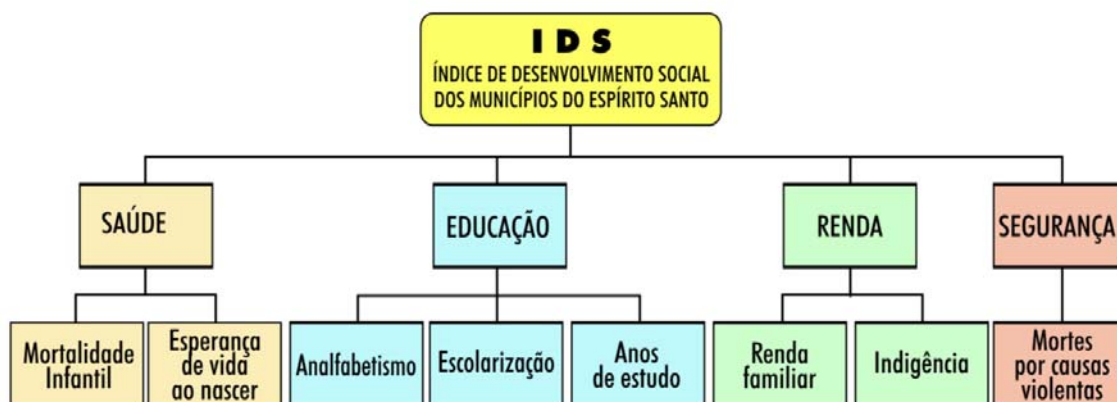 I D S
ÍNDICE DE DESENVOLVIMENTO SOCIAL
DOS MUNICÍPIOS DO ESPÍRITO SANTO
SAÚDE
EDUCAÇÃO
RENDA
SEGURANÇA
Mortalidade
Infantil
Esperança
de vida
ao nascer
Analfabetismo
Escolarização
Anos
de estudo
Renda
familiar
Indigência
Mortes
por causas
violentas